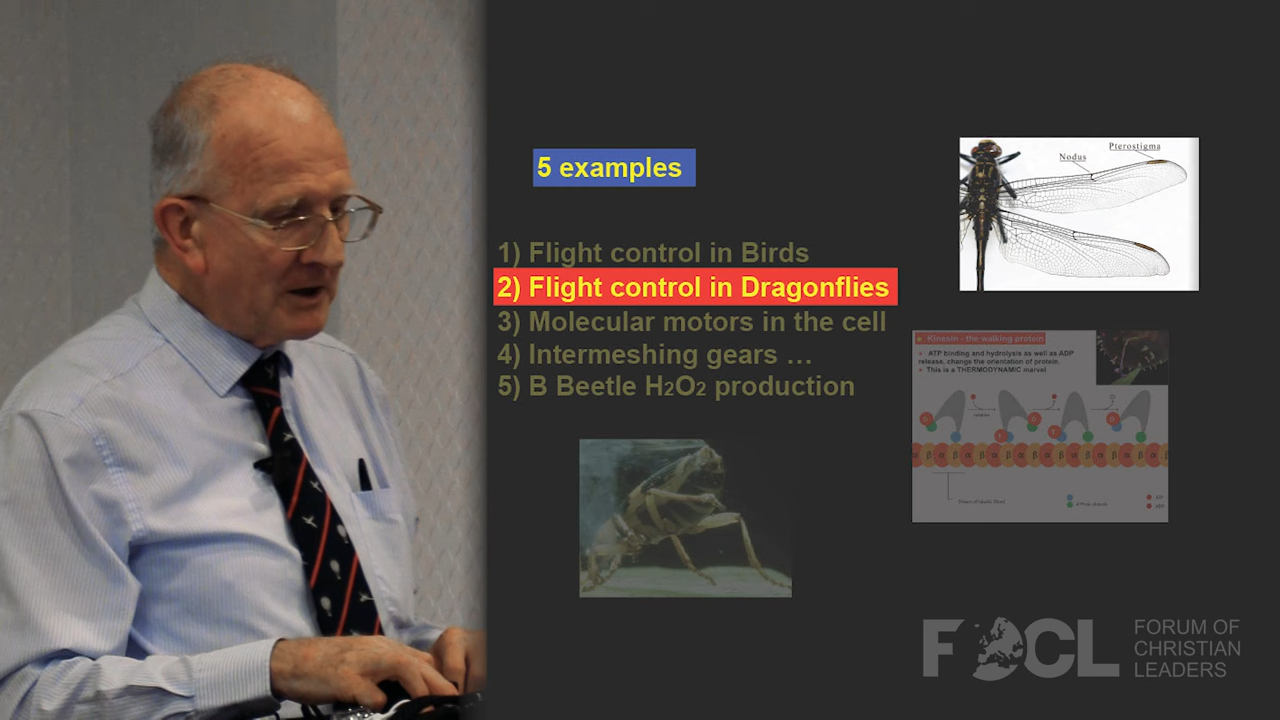 5 examples
1) Flight control in Birds
2) Flight control in Dragonflies
3) Molecular motors in the cell
4) Intermeshing gears …
5) B Beetle H2O2 production
Pterostigma
Nodus
Kinesin - the walking protein
ATP binding and hydrolysis as well as ADP
release, change the orientation of protein.
This is a THERMODYNAMIC marvel
α β α β α β α β α β α β α β α β α β
FOCL
FORUM OF
CHRISTIAN
LEADERS